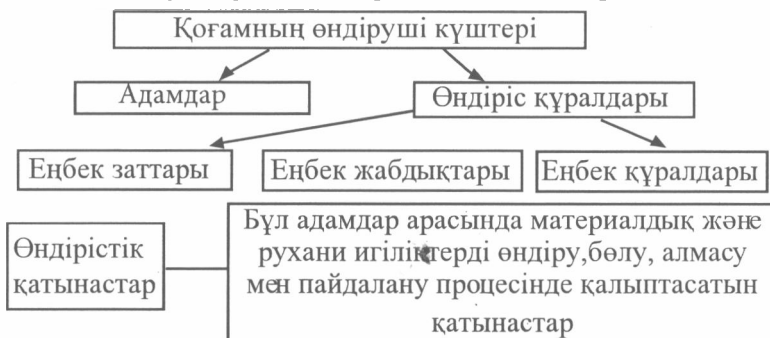 Қоғамның өндіруші күштері
Адамдар
Өндіріс құралдары
Еңбек заттары
Еңбек жабдықтары
Еңбек құралдары
Өндірістік
қатынастар
Бұл адамдар арасында материалдық және
рухани игіліктерді өндіру,бөлу, алмасу
мен пайдалану процесінде қалыптасатын
қатынастар